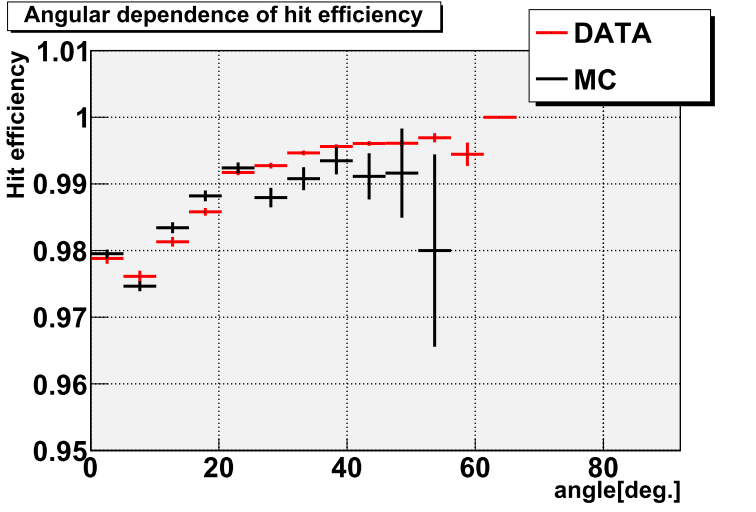 Angular dependence of hit efficiency
DATA
MC
Hit efficiency
1.01
1
0.99
0.98
0.97
0.96
0.95
0 20 40 60 80
angle[deg.]